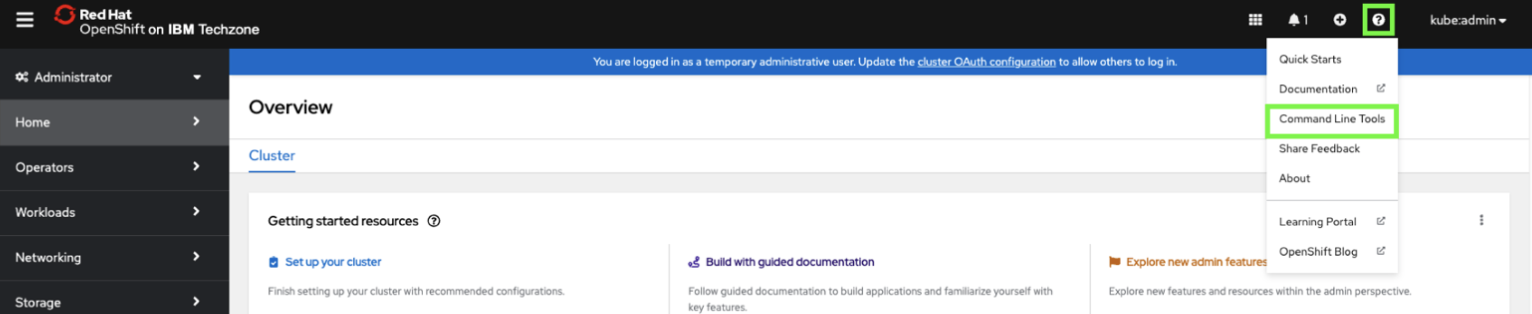 Red Hat
OpenShift on IBM Techzone
1
kube:admin
Administrator
Home
Operators
Workloads
Networking
Storage
You are logged in as a temporary administrative user. Update the cluster OAuth configuration to allow others to log in.
Overview
Cluster
Getting started resources
Set up your cluster
Finish setting up your cluster with recommended configurations.
Build with guided documentation
Follow guided documentation to build applications and familiarize yourself with
key features.
Explore new admin features
Explore new features and resources within the admin perspective.
Quick Starts
Documentation
Command Line Tools
Share Feedback
About
Learning Portal
OpenShift Blog